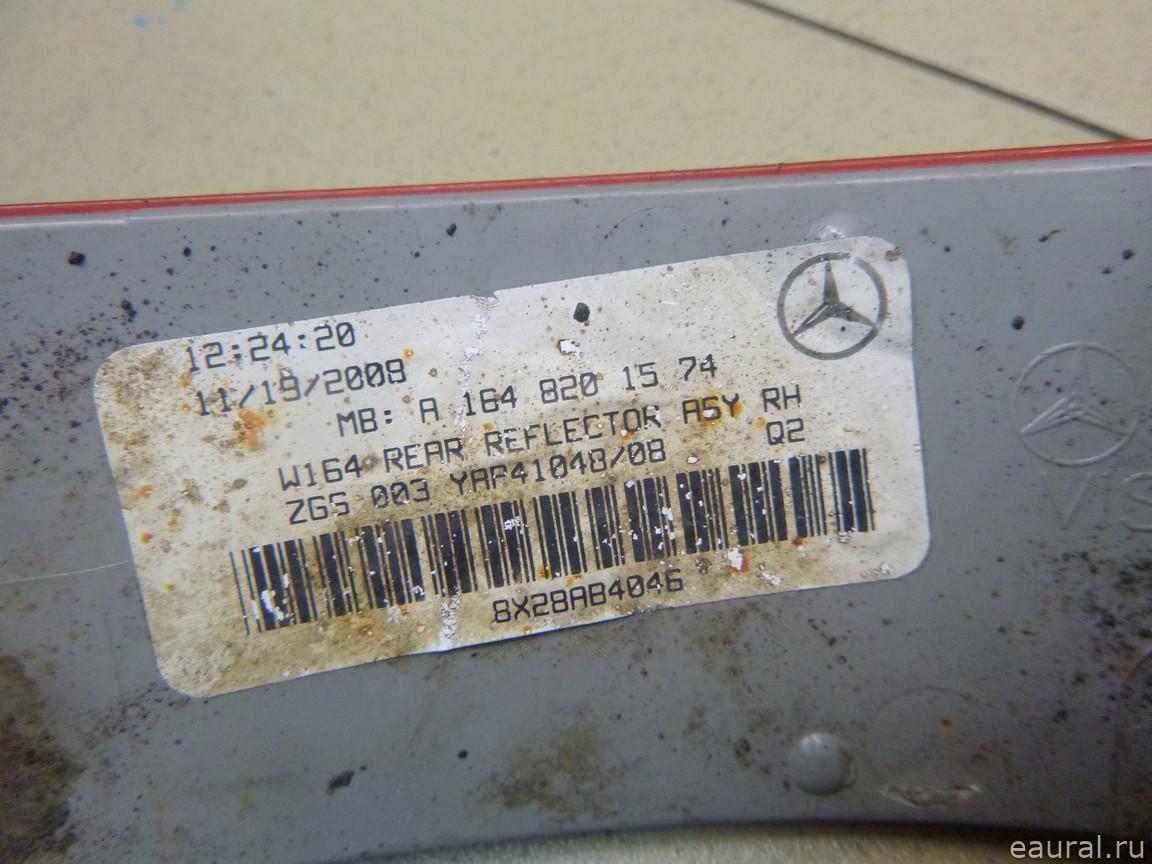 12:24:20
11/19/2008
MB: A 164 820 15 74
W164 REAR REFLECTOR ASY RH
ZGS 003 YAF41048/08 Q2
8X28AB4046
VIS
eaural.ru